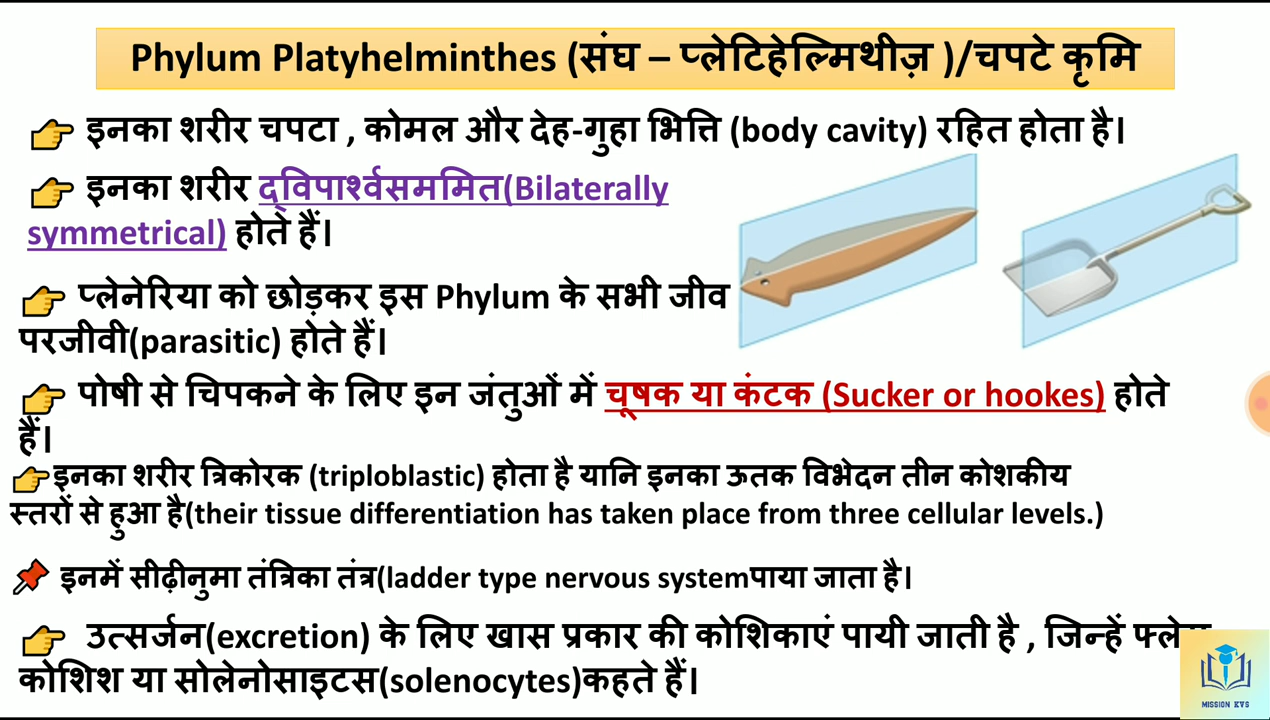 Phylum Platyhelminthes (संघ – प्लेटिहेल्मिथीज़ )/चपटे कृमि
👉 इनका शरीर चपटा , कोमल और देह-गुहा भित्ति (body cavity) रहित होता है।
👉 इनका शरीर द्विपार्श्वसममित(Bilaterally
symmetrical) होते हैं।
👉 प्लेनेरिया को छोड़कर इस Phylum के सभी जीव
परजीवी(parasitic) होते हैं।
👉 पोषी से चिपकने के लिए इन जंतुओं में चूषक या कंटक (Sucker or hookes) होते
हैं।
👉इनका शरीर त्रिकोरक (triploblastic) होता है यानि इनका ऊतक विभेदन तीन कोशकीय
स्तरों से हुआ है(their tissue differentiation has taken place from three cellular levels.)
📌 इनमें सीढ़ीनुमा तंत्रिका तंत्र(ladder type nervous systemपाया जाता है।
👉 उत्सर्जन(excretion) के लिए खास प्रकार की कोशिकाएं पायी जाती है , जिन्हें
कोशिश या सोलेनोसाइटस(solenocytes)कहते हैं।
MISSION KVS